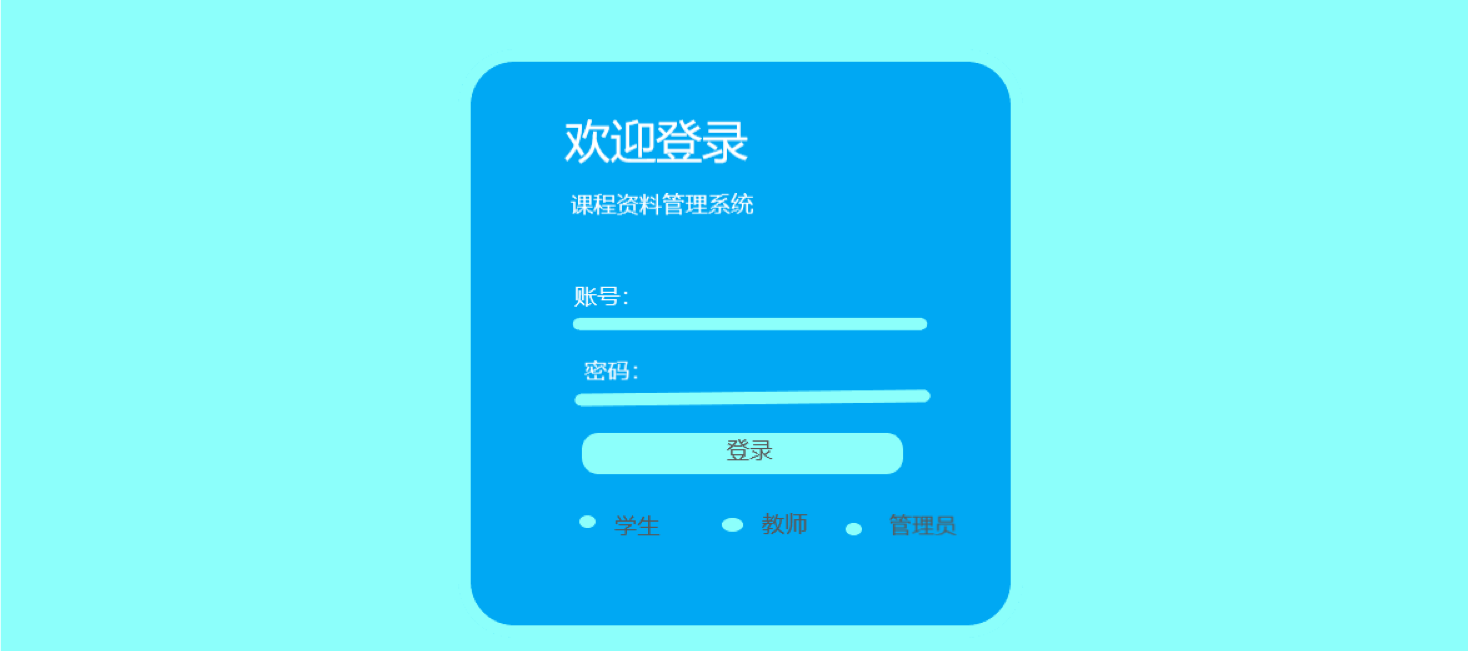 欢迎登录
课程资料管理系统
账号：
密码：
登录
学生 教师 管理员